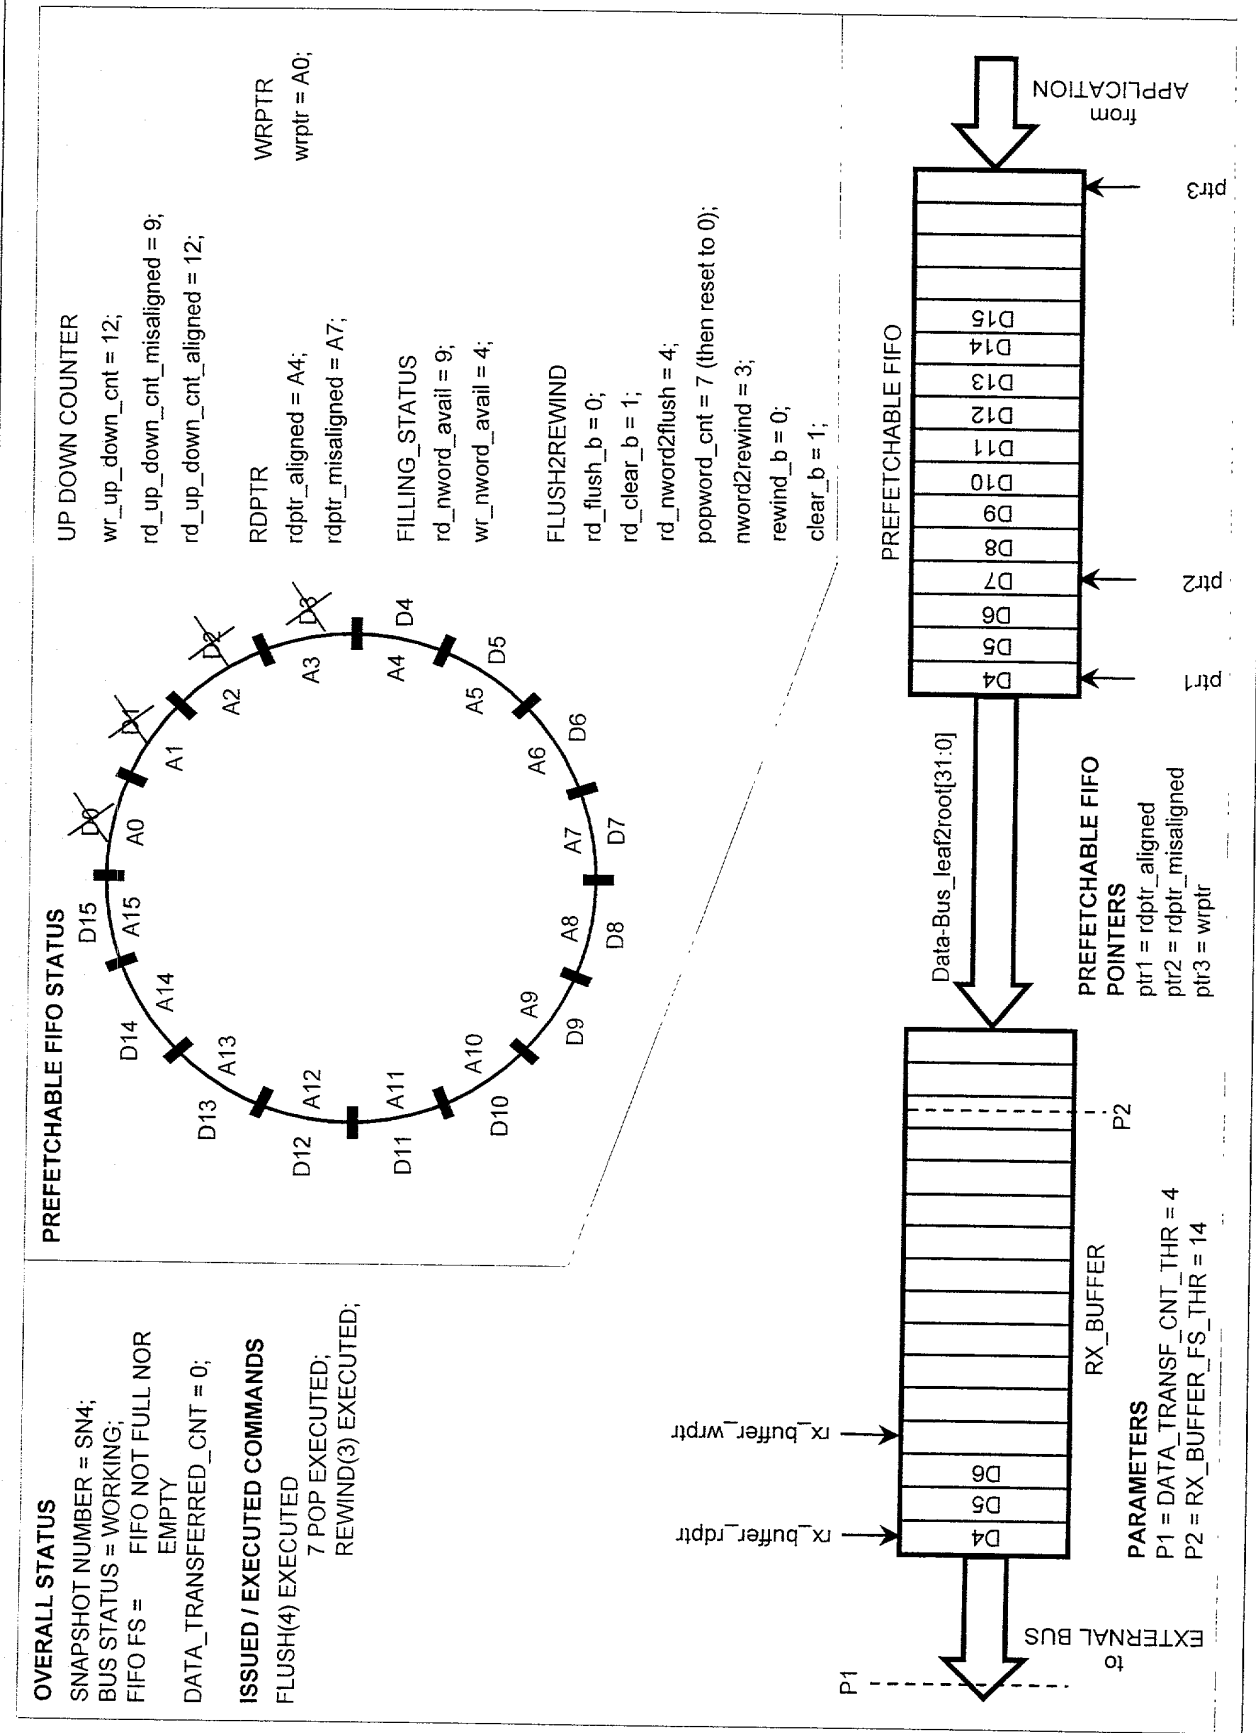 OVERALL STATUS
SNAPSHOT NUMBER = SN4;
BUS STATUS = WORKING;
FIFO FS = FIFO NOT FULL NOR
EMPTY
DATA_TRANSFERRED_CNT = 0;
ISSUED / EXECUTED COMMANDS
FLUSH(4) EXECUTED
7 POP EXECUTED;
REWIND(3) EXECUTED;
PREFETCHABLE FIFO STATUS
D0
D1
D2
D3
D4
D5
D6
D7
D8
D9
D10
D11
D12
D13
D14
D15
A0
A1
A2
A3
A4
A5
A6
A7
A8
A9
A10
A11
A12
A13
A14
A15
UP DOWN COUNTER
wr_up_down_cnt = 12;
rd_up_down_cnt_misaligned = 9;
rd_up_down_cnt_aligned = 12;
RDPTR
rdptr_aligned = A4;
rdptr_misaligned = A7;
WRPTR
wrptr = A0;
FILLING_STATUS
rd_nword_avail = 9;
wr_nword_avail = 4;
FLUSH2REWIND
rd_flush_b = 0;
rd_clear_b = 1;
rd_nword2flush = 4;
popword_cnt = 7 (then reset to 0);
nword2rewind = 3;
rewind_b = 0;
clear_b = 1;
P1
to
EXTERNAL BUS
rx_buffer_rdptr
rx_buffer_wrptr
D4
D5
D6
RX_BUFFER
P2
PARAMETERS
P1 = DATA_TRANSF_CNT_THR = 4
P2 = RX_BUFFER_FS_THR = 14
Data-Bus_leaf2root[31:0]
PREFETCHABLE FIFO
POINTERS
ptr1 = rdptr_aligned
ptr2 = rdptr_misaligned
ptr3 = wrptr
PREFETCHABLE FIFO
D4
D5
D6
D7
D8
D9
D10
D11
D12
D13
D14
D15
ptr1
ptr2
ptr3
from
APPLICATION